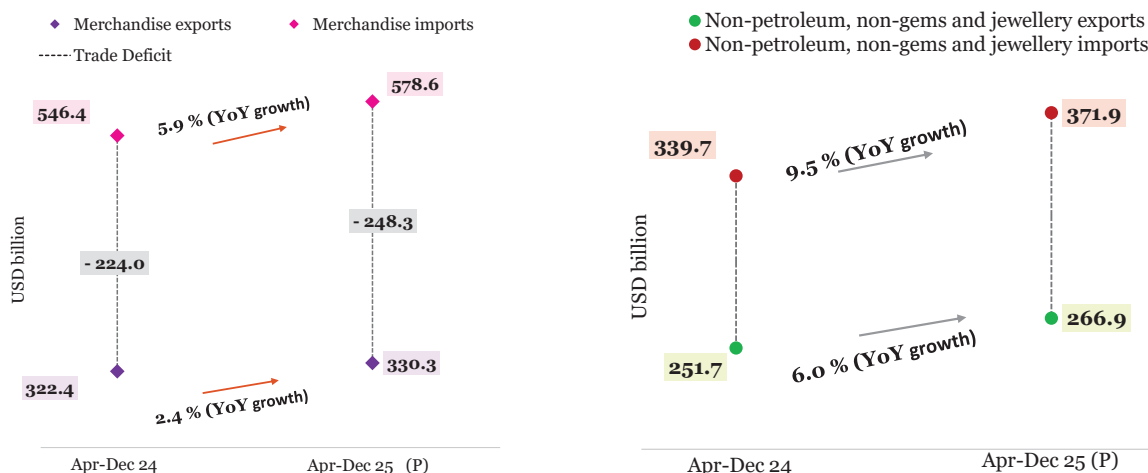 Merchandise exports
Merchandise imports
Trade Deficit
USD billion
546.4
5.9 % (YoY growth)
578.6
- 224.0
- 248.3
322.4
2.4 % (YoY growth)
330.3
Apr-Dec 24
Apr-Dec 25 (P)
Non-petroleum, non-gems and jewellery exports
Non-petroleum, non-gems and jewellery imports
USD billion
339.7
9.5 % (YoY growth)
371.9
251.7
6.0 % (YoY growth)
266.9
Apr-Dec 24
Apr-Dec 25 (P)